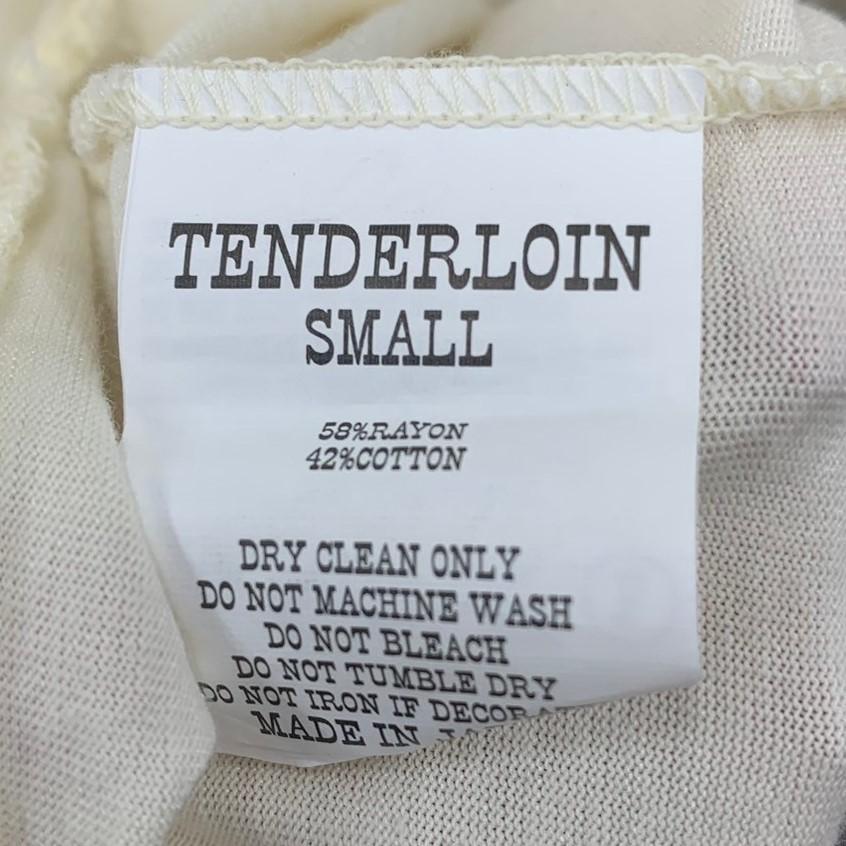 TENDERLOIN
SMALL
58%RAYON
42%COTTON
DRY CLEAN ONLY
DO NOT MACHINE WASH
DO NOT BLEACH
DO NOT TUMBLE DRY
DO NOT IRON IF
MADE IN